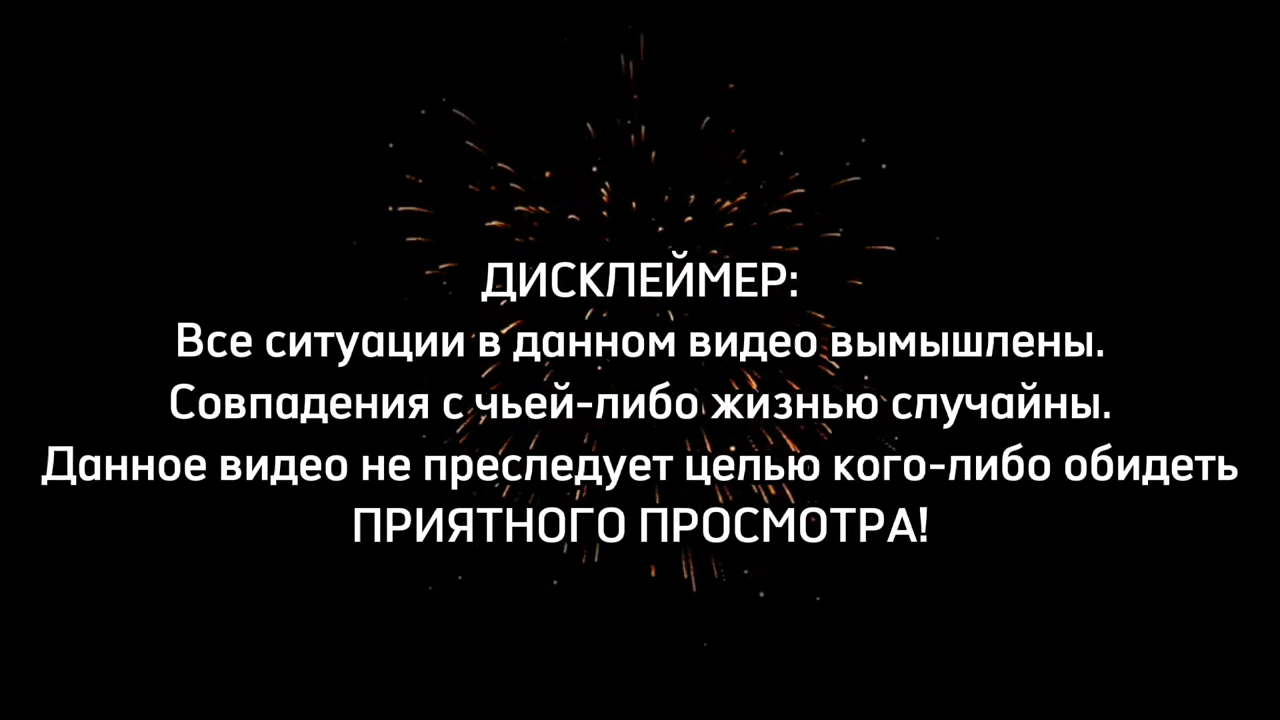 ДИСКЛЕЙМЕР:
Все ситуации в данном видео вымышлены.
Совпадения с чьей-либо жизнью случайны.
Данное видео не преследует целью кого-либо обидеть
ПРИЯТНОГО ПРОСМОТРА!